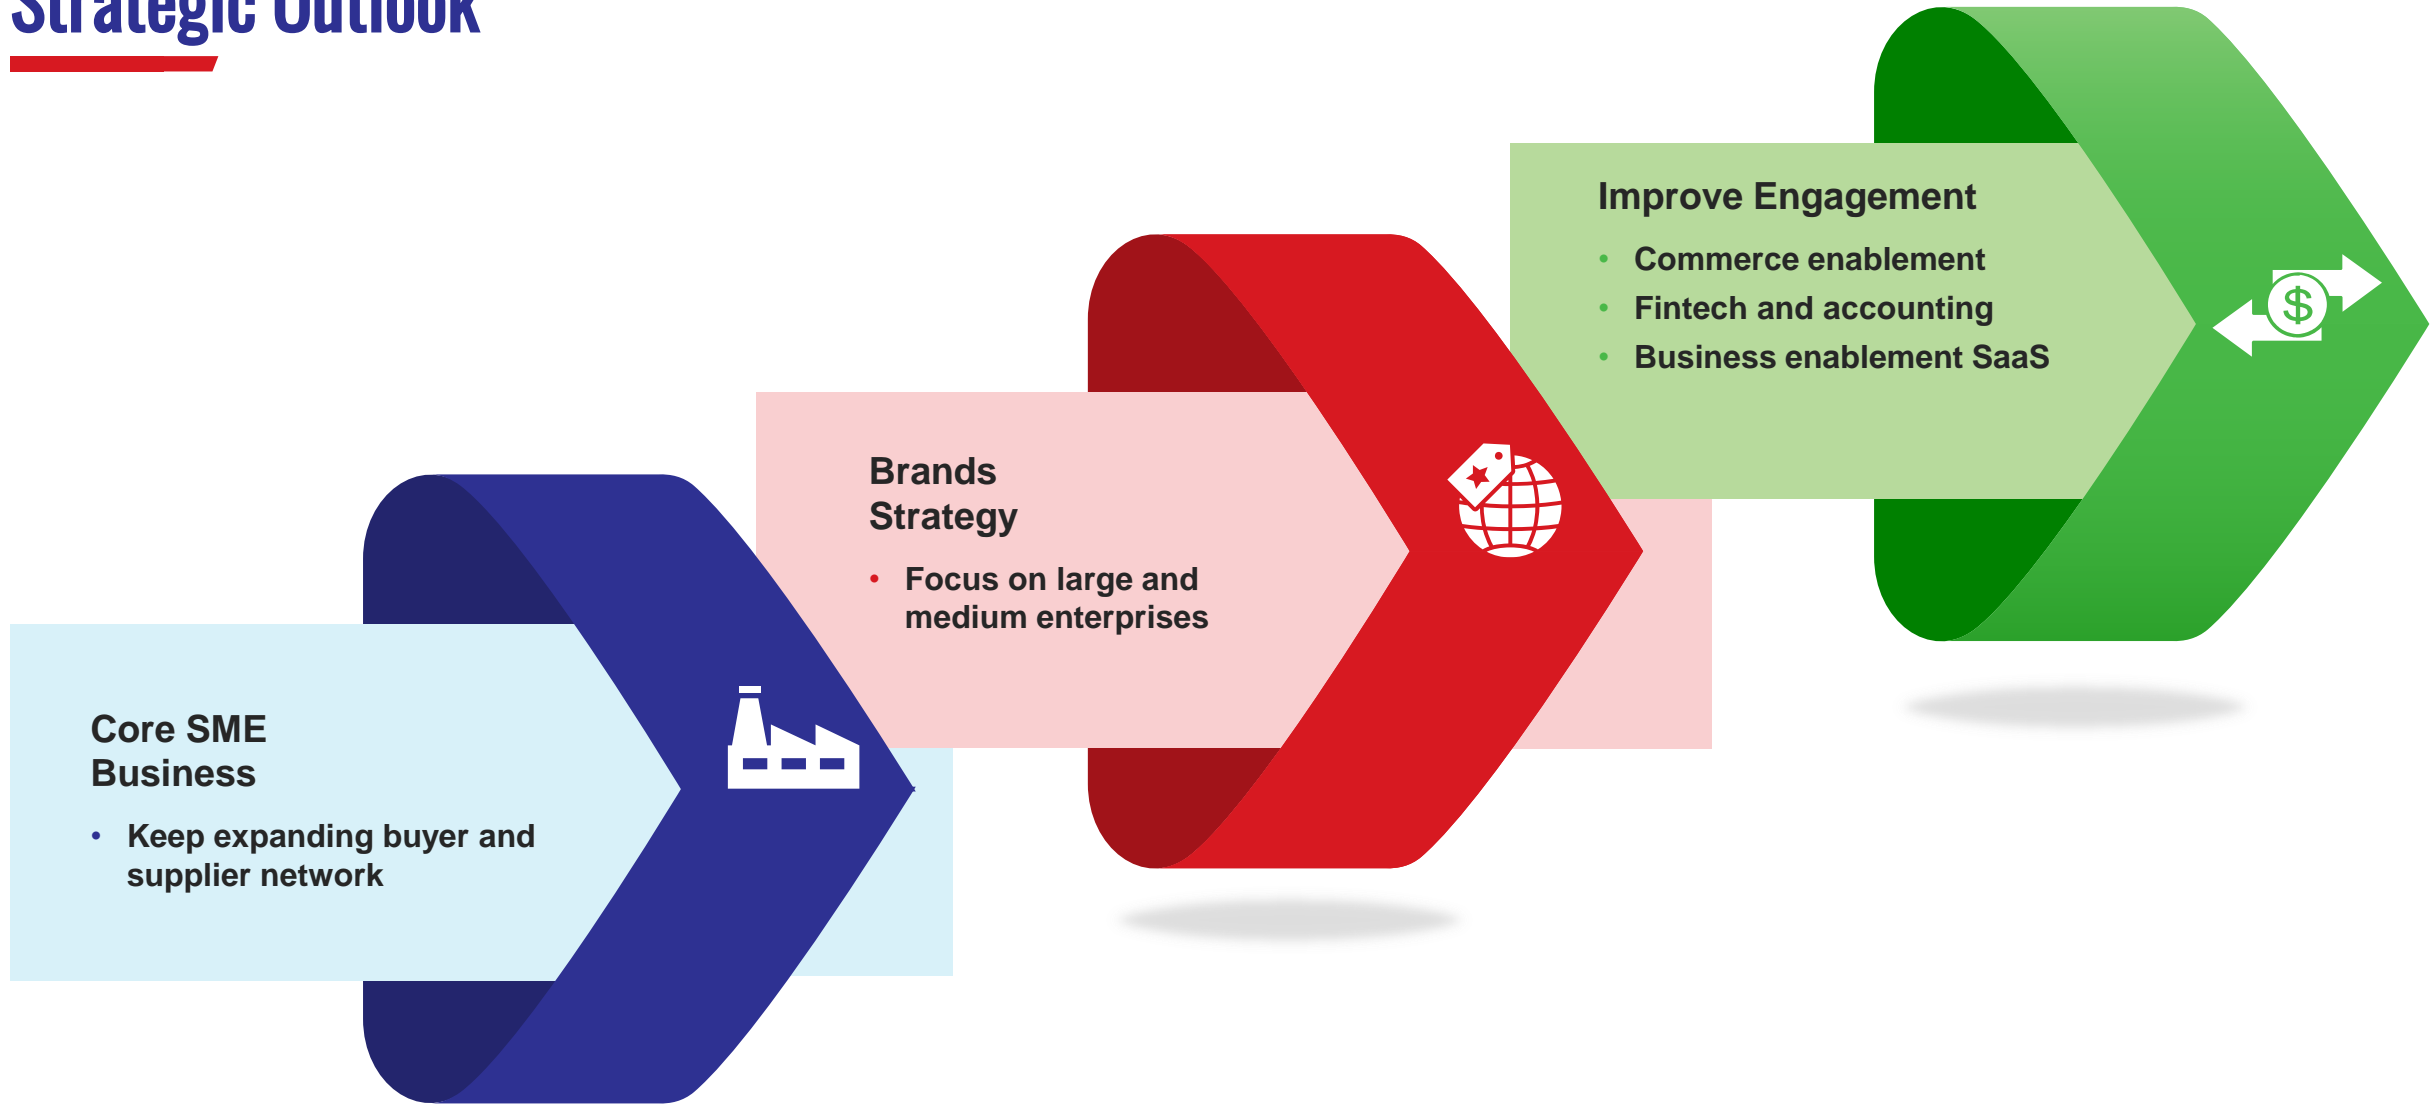 Strategic Outlook
Improve Engagement
• Commerce enablement
• Fintech and accounting
• Business enablement SaaS
Brands
Strategy
• Focus on large and
medium enterprises
Core SME
Business
• Keep expanding buyer and
supplier network
$